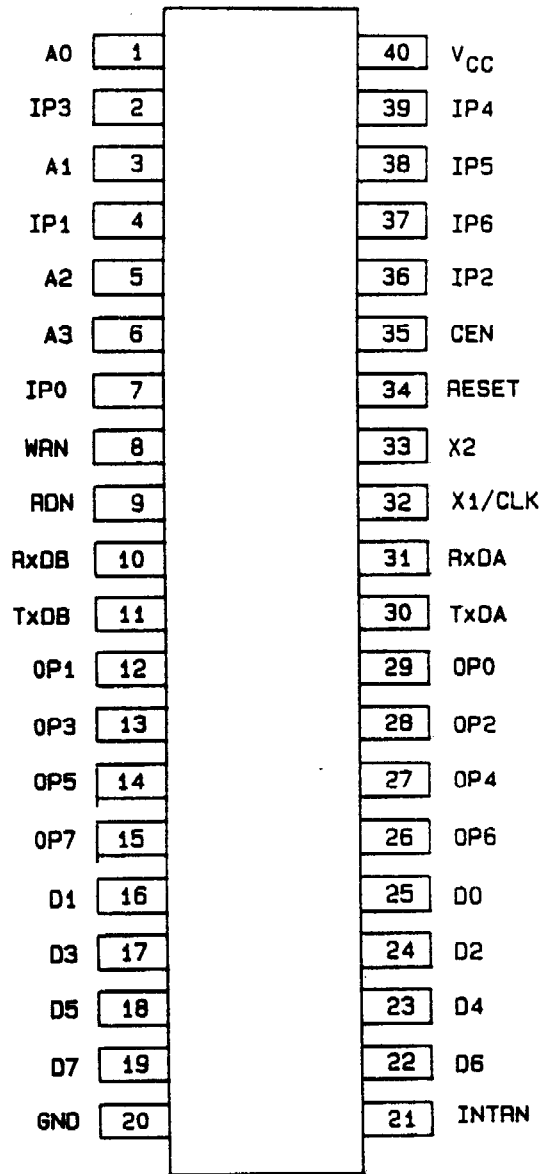 A0 1 40 VCC
IP3 2 39 IP4
A1 3 38 IP5
IP1 4 37 IP6
A2 5 36 IP2
A3 6 35 CEN
IP0 7 34 RESET
WRN 8 33 X2
RDN 9 32 X1/CLK
RxDB 10 31 RxDA
TxDB 11 30 TxDA
OP1 12 29 OP0
OP3 13 28 OP2
OP5 14 27 OP4
OP7 15 26 OP6
D1 16 25 D0
D3 17 24 D2
D5 18 23 D4
D7 19 22 D6
GND 20 21 INTRN